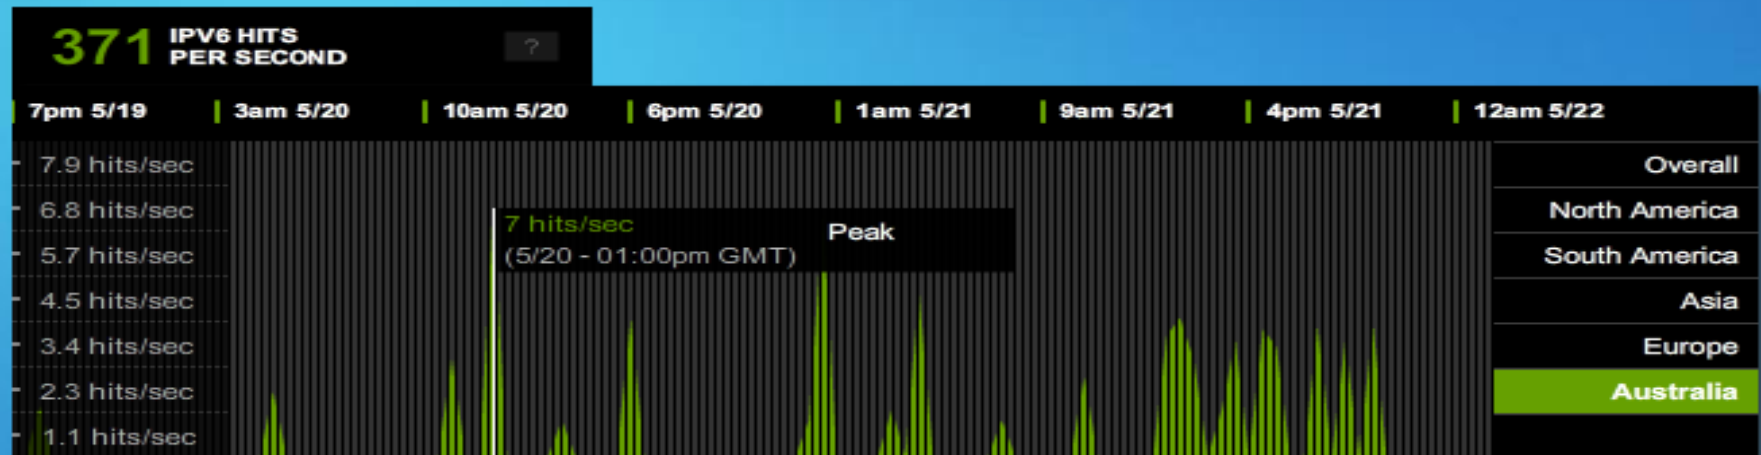 371 IPV6 HITS
PER SECOND
?
7pm 5/19 3am 5/20 10am 5/20 6pm 5/20 1am 5/21 9am 5/21 4pm 5/21 12am 5/22
7.9 hits/sec
6.8 hits/sec
5.7 hits/sec
4.5 hits/sec
3.4 hits/sec
2.3 hits/sec
1.1 hits/sec
7 hits/sec
(5/20 - 01:00pm GMT)
Peak
Overall
North America
South America
Asia
Europe
Australia